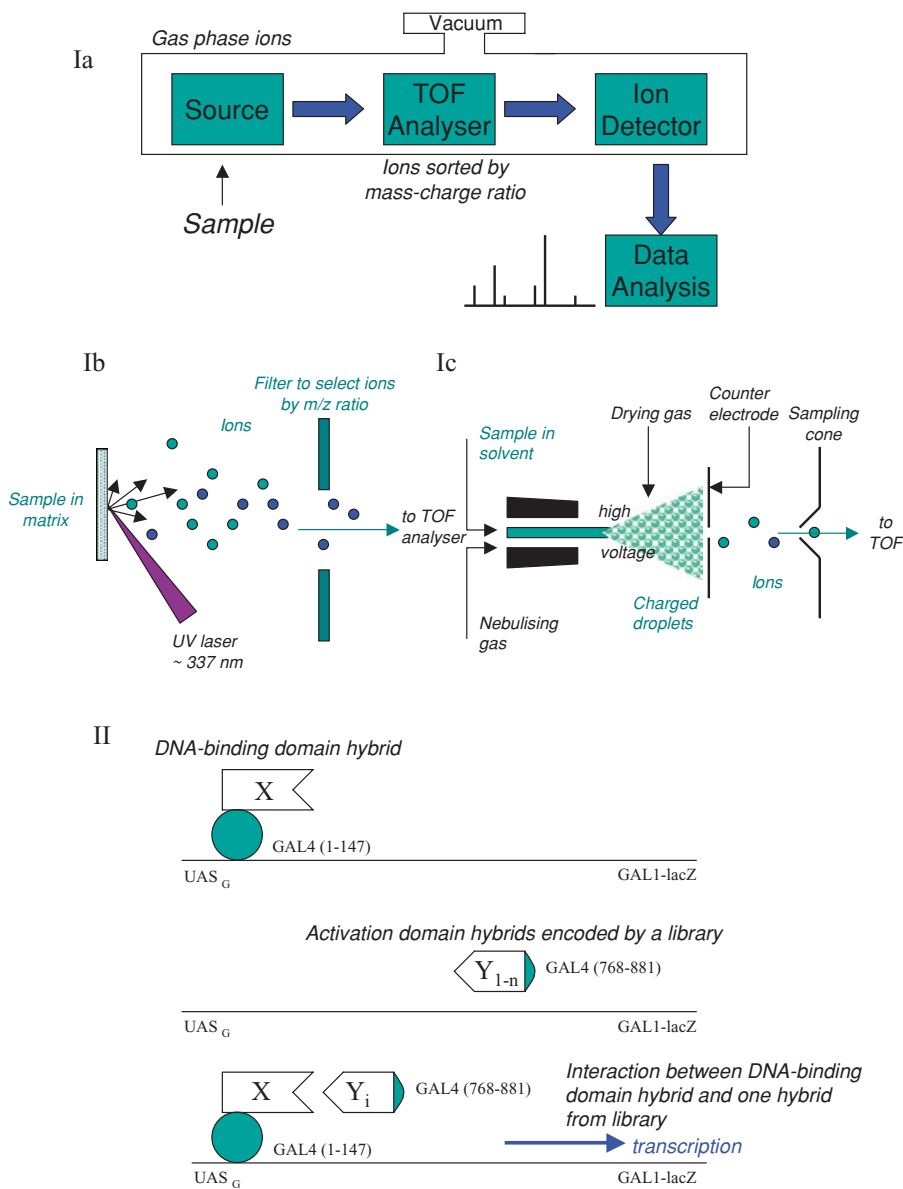 Ia
Gas phase ions
Vacuum
Source
TOF
Analyser
Ion
Detector
Ions sorted by
mass-charge ratio
Sample
Data
Analysis
Ib
Filter to select ions
by m/z ratio
Ions
Sample in
matrix
to TOF
analyser
UV laser
~ 337 nm
Ic
Drying gas
Counter
electrode
Sampling
cone
Sample in
solvent
high
voltage
to
TOF
Ions
Charged
droplets
Nebulising
gas
II
DNA-binding domain hybrid
X
GAL4 (1-147)
UAS G
GAL1-lacZ
Activation domain hybrids encoded by a library
Y1-n
GAL4 (768-881)
UAS G
GAL1-lacZ
X
Yi
GAL4 (768-881)
Interaction between DNA-binding
domain hybrid and one hybrid
from library
GAL4 (1-147)
transcription
UAS G
GAL1-lacZ